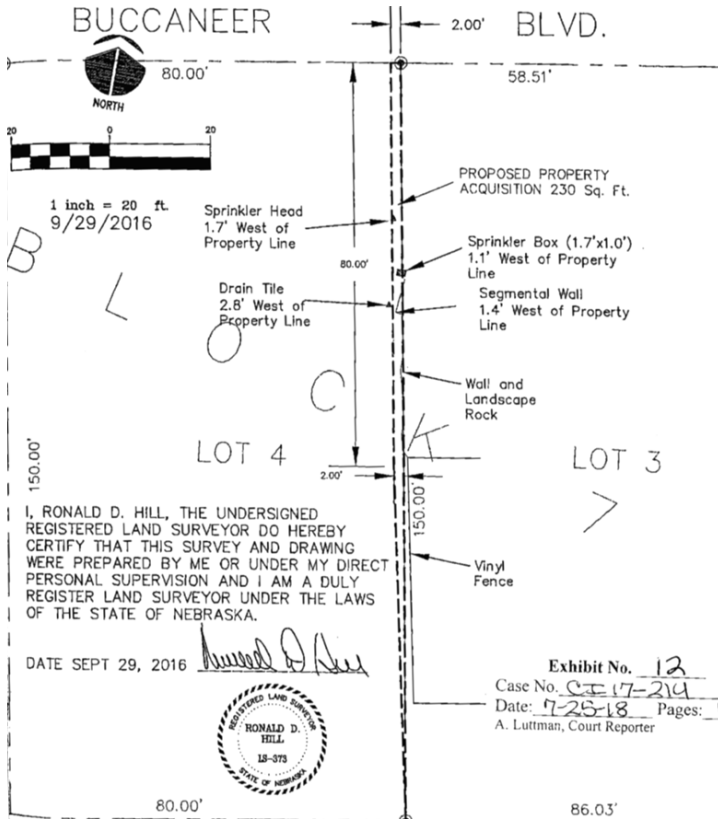 BUCCANEER BLVD.
2.00'
NORTH
80.00'
58.51'
20 0 20
1 inch = 20 ft.
9/29/2016
PROPOSED PROPERTY
ACQUISITION 230 Sq. Ft.
Sprinkler Head
1.7' West of
Property Line
Sprinkler Box (1.7'x1.0')
1.1' West of Property
Line
80.00'
Drain Tile
2.8' West of
Property Line
Segmental Wall
1.4' West of Property
Line
Wall and
Landscape
Rock
B L O C K 7
LOT 4
LOT 3
2.00'
150.00'
150.00'
Vinyl
Fence
I, RONALD D. HILL, THE UNDERSIGNED
REGISTERED LAND SURVEYOR DO HEREBY
CERTIFY THAT THIS SURVEY AND DRAWING
WERE PREPARED BY ME OR UNDER MY DIRECT
PERSONAL SUPERVISION AND I AM A DULY
REGISTER LAND SURVEYOR UNDER THE LAWS
OF THE STATE OF NEBRASKA.
DATE SEPT 29, 2016
REGISTERED LAND SURVEYOR
RONALD D.
HILL
LS-373
STATE OF NEBRASKA
Exhibit No. 12
Case No. CI 17-214
Date: 7-25-18 Pages:
A. Luttman, Court Reporter
80.00'
86.03'